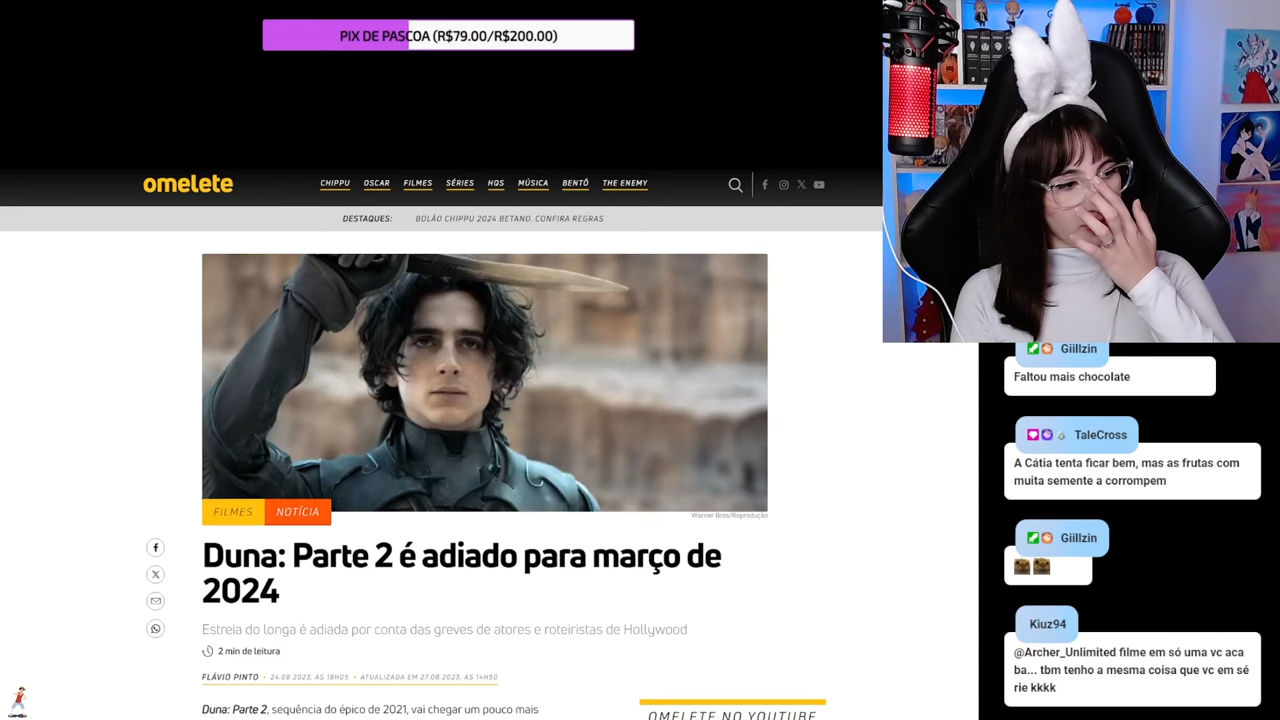 PIX DE PASCOA (R$79.00/R$200.00)
omelete
CHIPPU OSCAR FILMES SÉRIES HQS MÚSICA BENTÔ THE ENEMY
DESTAQUES: BOLÃO CHIPPU 2024 BETANO. CONFIRA REGRAS
FILMES NOTÍCIA
Warner Bros/Reprodução
Duna: Parte 2 é adiado para março de
2024
Estreia do longa é adiada por conta das greves de atores e roteiristas de Hollywood
2 min de leitura
FLÁVIO PINTO • 24.08.2023, ÀS 19H05 • ATUALIZADA EM 27.08.2023, ÀS 14H50
Duna: Parte 2, sequência do épico de 2021, vai chegar um pouco mais
OMELETE NO YOUTUBE
Giillzin
Faltou mais chocolate
TaleCross
A Cátia tenta ficar bem, mas as frutas com
muita semente a corrompem
Giillzin
Kiuz94
@Archer_Unlimited filme em só uma vc aca
ba... tbm tenho a mesma coisa que vc em sé
rie kkkk